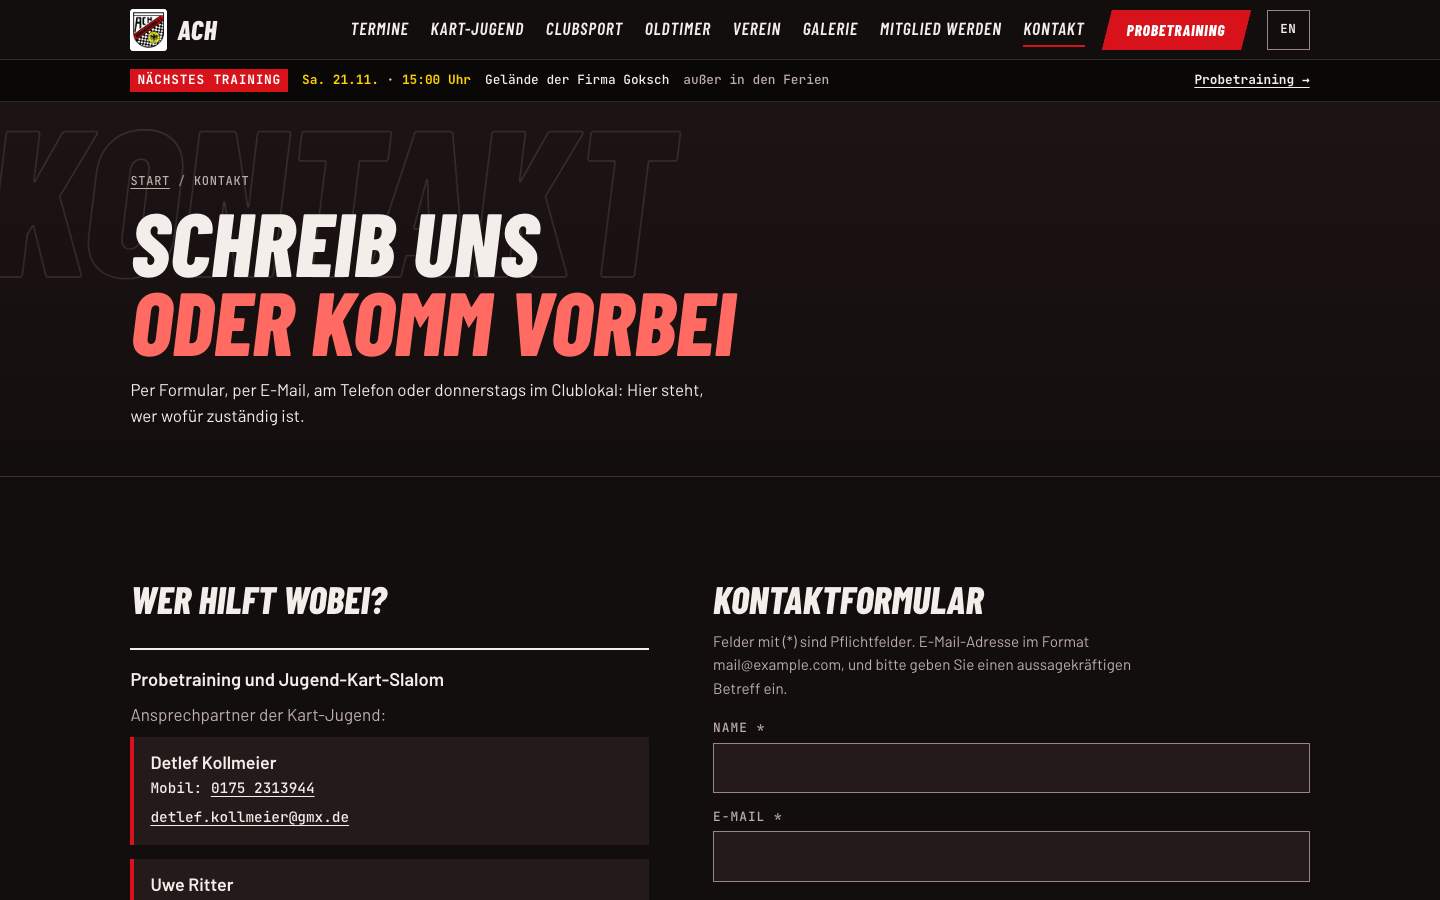 ACH
TERMINE KART-JUGEND CLUBSPORT OLDTIMER VEREIN GALERIE MITGLIED WERDEN KONTAKT PROBETRAINING EN
NÄCHSTES TRAINING Sa. 21.11. · 15:00 Uhr Gelände der Firma Goksch außer in den Ferien Probetraining →
KONTAKT
START / KONTAKT
SCHREIB UNS
ODER KOMM VORBEI
Per Formular, per E-Mail, am Telefon oder donnerstags im Clublokal: Hier steht,
wer wofür zuständig ist.
WER HILFT WOBEI?
Probetraining und Jugend-Kart-Slalom
Ansprechpartner der Kart-Jugend:
Detlef Kollmeier
Mobil: 0175 2313944
detlef.kollmeier@gmx.de
Uwe Ritter
KONTAKTFORMULAR
Felder mit (*) sind Pflichtfelder. E-Mail-Adresse im Format
mail@example.com, und bitte geben Sie einen aussagekräftigen
Betreff ein.
NAME *
E-MAIL *